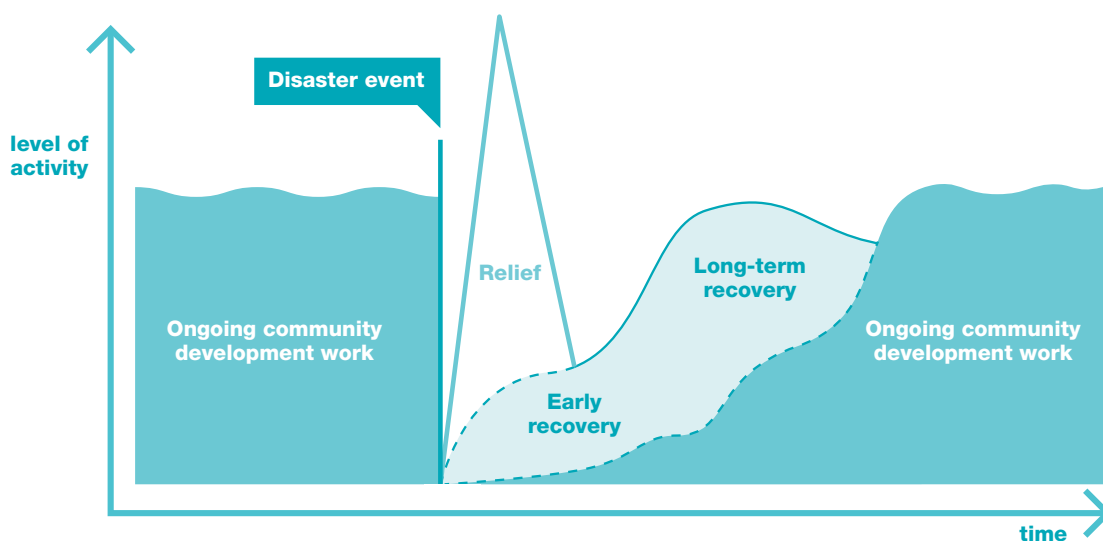 Disaster event
level of
activity
Relief
Long-term
recovery
Ongoing community
development work
Ongoing community
development work
Early
recovery
time